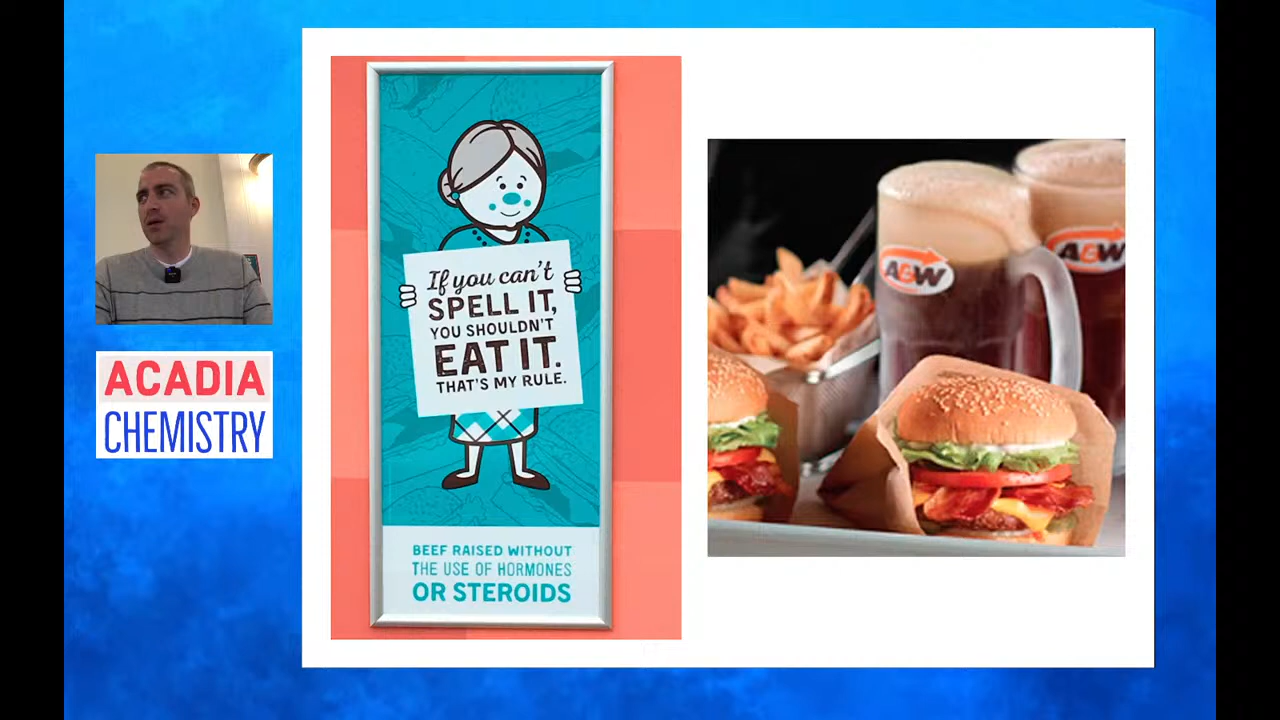 ACADIA
CHEMISTRY
If you can't
SPELL IT,
YOU SHOULDN'T
EAT IT.
THAT'S MY RULE.
BEEF RAISED WITHOUT
THE USE OF HORMONES
OR STEROIDS
A&W
A&W